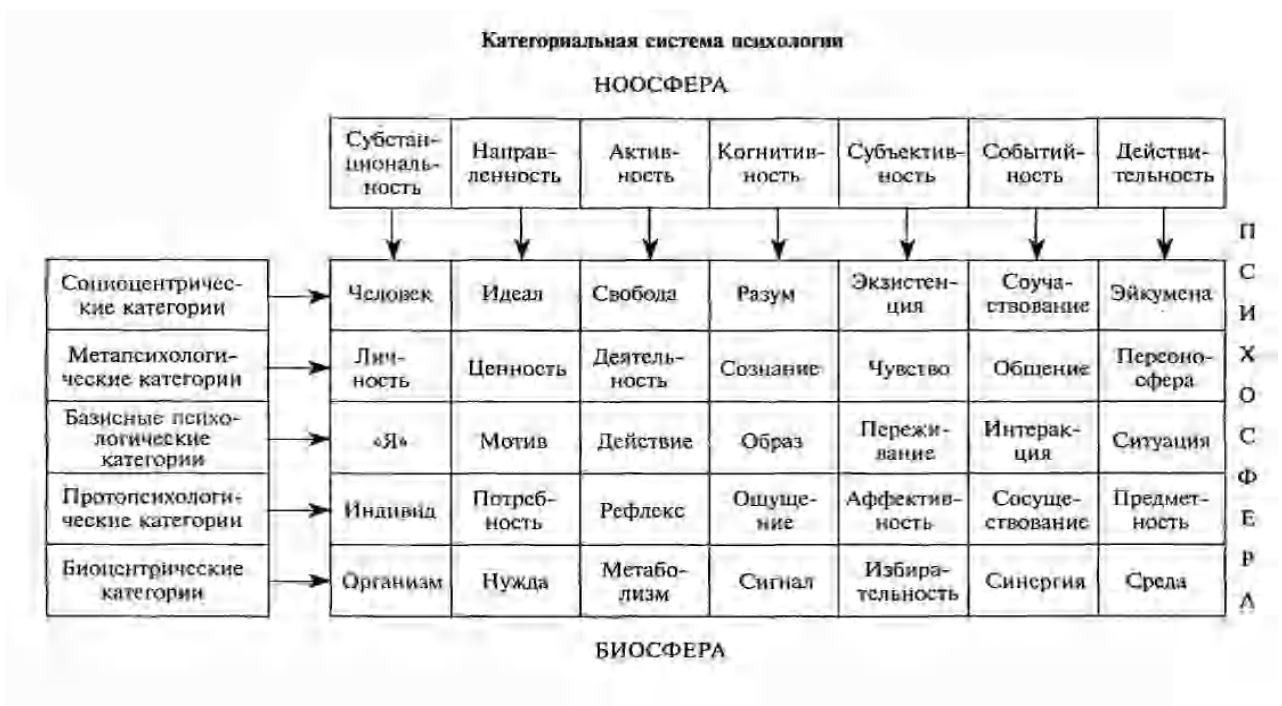 Категориальная система психологии
НООСФЕРА
Субстан-
циональ-
ность
Направ-
ленность
Актив-
ность
Когнитив-
ность
Субъектив-
ность
Событий-
ность
Действи-
тельность
Социоцентричес-
кие категории
Человек
Идеал
Свобода
Разум
Экзистен-
ция
Соуча-
ствование
Эйкумена
Метапсихологи-
ческие категории
Лич-
ность
Ценность
Деятель-
ность
Сознание
Чувство
Общение
Персоно-
сфера
Базисные психо-
логические
категории
«Я»
Мотив
Действие
Образ
Пережи-
вание
Интерак-
ция
Ситуация
Протопсихологи-
ческие категории
Индивид
Потреб-
ность
Рефлекс
Ощуще-
ние
Аффектив-
ность
Сосуще-
ствование
Предмет-
ность
Биоцентрические
категории
Организм
Нужда
Метабо-
лизм
Сигнал
Избира-
тельность
Синергия
Среда
П
С
И
Х
О
С
Ф
Е
Р
А
БИОСФЕРА